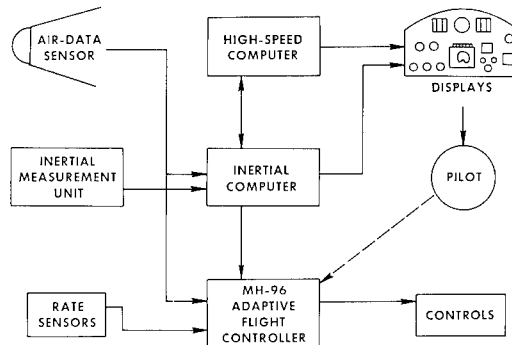 AIR-DATA
SENSOR
HIGH-SPEED
COMPUTER
DISPLAYS
INERTIAL
MEASUREMENT
UNIT
INERTIAL
COMPUTER
PILOT
RATE
SENSORS
MH-96
ADAPTIVE
FLIGHT
CONTROLLER
CONTROLS